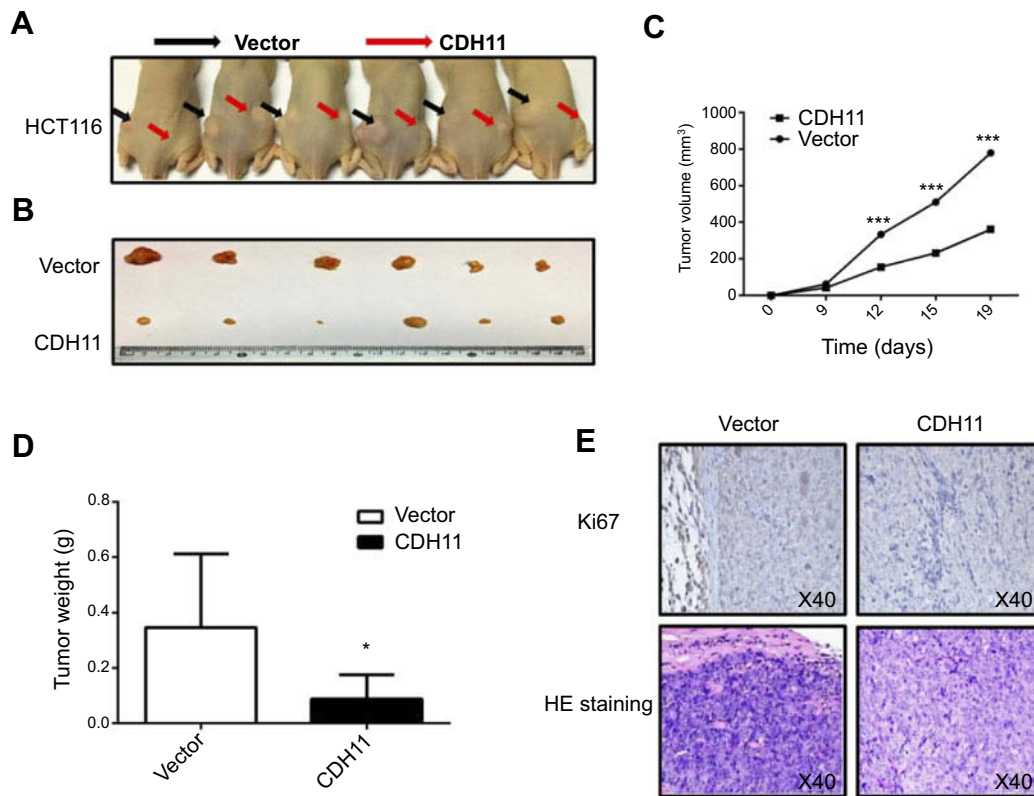 A
Vector
CDH11
HCT116
B
Vector
CDH11
C
Tumor volume (mm³)
1000
800
600
400
200
0
CDH11
Vector
***
***
***
0
9
12
15
19
Time (days)
D
Tumor weight (g)
0.8
0.6
0.4
0.2
0.0
Vector
CDH11
*
Vector
CDH11
E
Vector
CDH11
Ki67
X40
X40
HE staining
X40
X40